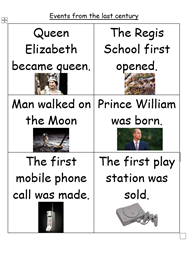 Events from the last century
Queen
Elizabeth
became queen.
The Regis
School first
opened.
Man walked on
the Moon
Prince William
was born.
The first
mobile phone
call was made.
The first play
station was
sold.